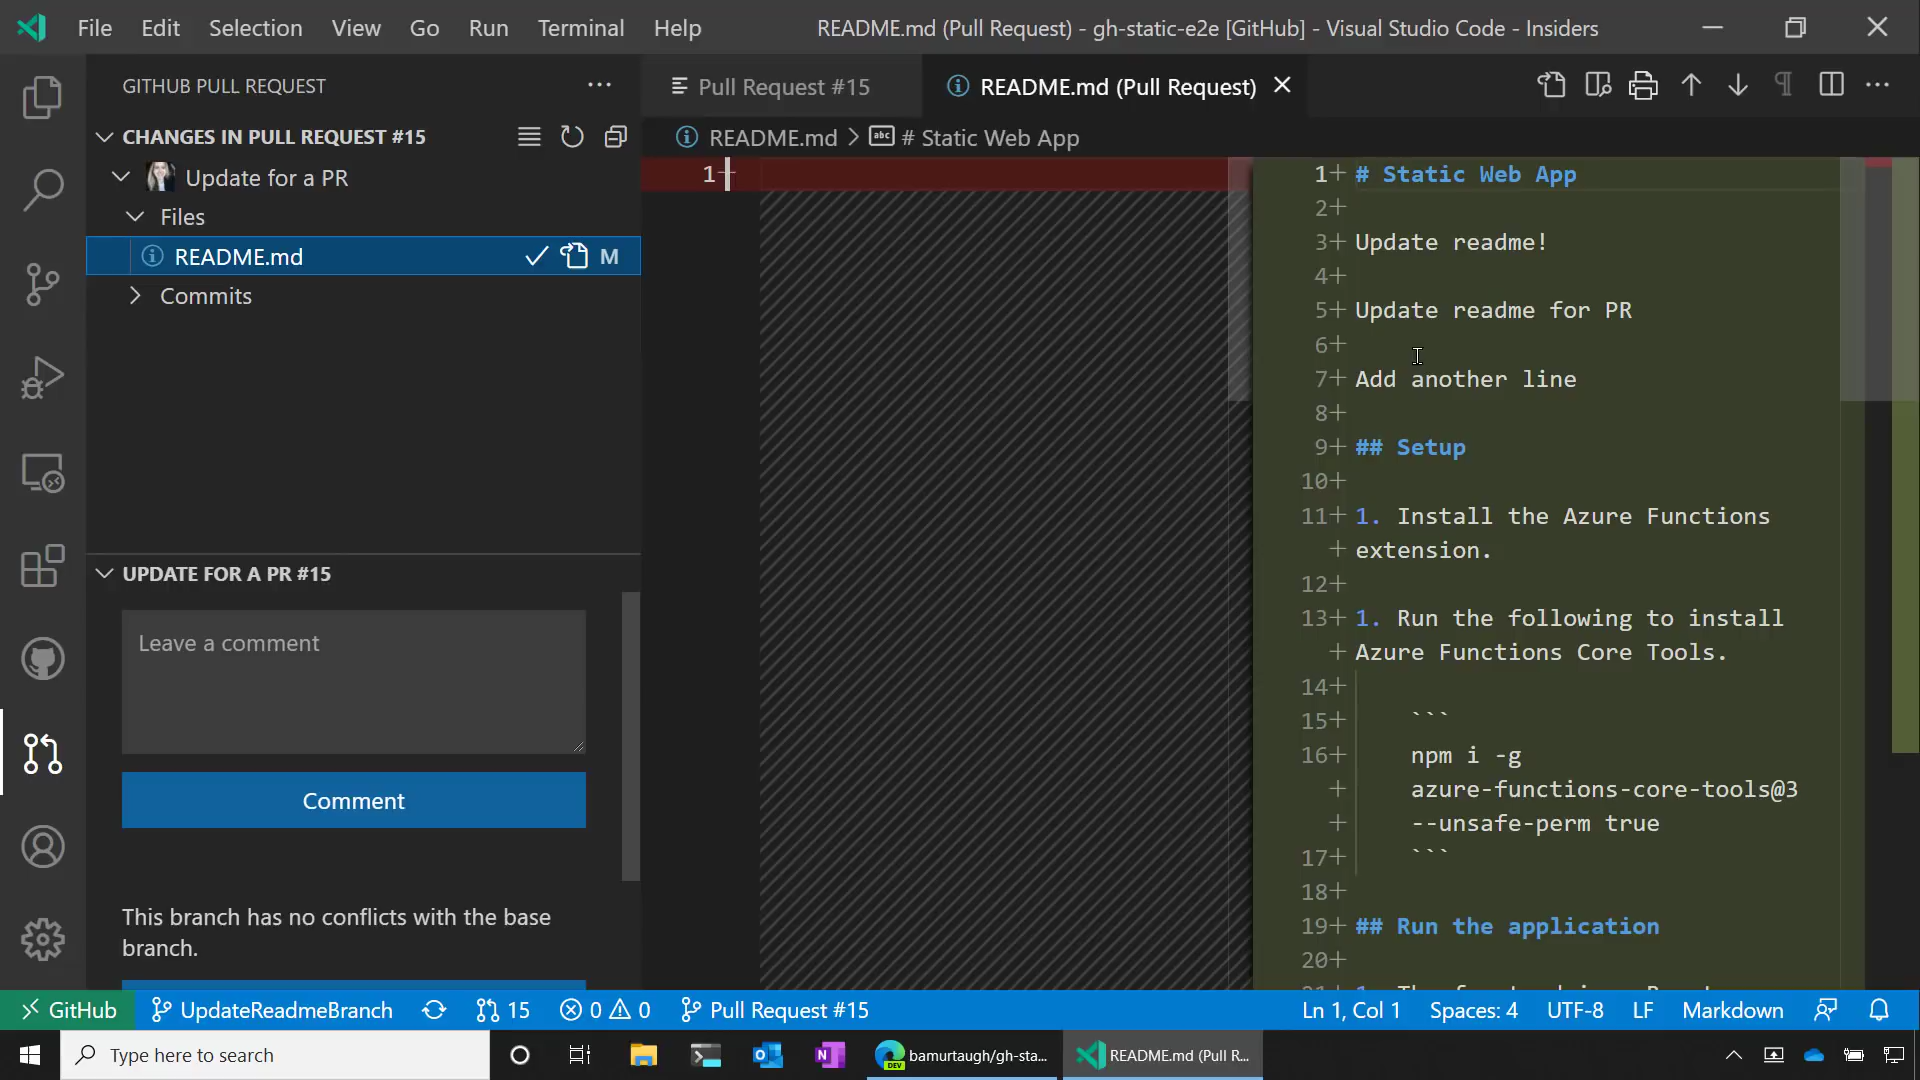 File Edit Selection View Go Run Terminal Help
README.md (Pull Request) - gh-static-e2e [GitHub] - Visual Studio Code - Insiders
GITHUB PULL REQUEST
Pull Request #15
README.md (Pull Request)
CHANGES IN PULL REQUEST #15
README.md > # Static Web App
Update for a PR
Files
README.md M
Commits
UPDATE FOR A PR #15
Leave a comment
Comment
This branch has no conflicts with the base
branch.
1
1+ # Static Web App
2+
3+ Update readme!
4+
5+ Update readme for PR
6+
7+ Add another line
8+
9+ ## Setup
10+
11+ 1. Install the Azure Functions
+ extension.
12+
13+ 1. Run the following to install
+ Azure Functions Core Tools.
14+
15+ ```
16+ npm i -g
+ azure-functions-core-tools@3
+ --unsafe-perm true
17+ ```
18+
19+ ## Run the application
20+
GitHub UpdateReadmeBranch 15 0 0 Pull Request #15
Ln 1, Col 1 Spaces: 4 UTF-8 LF Markdown
Type here to search
DEV
bamurtaugh/gh-sta...
README.md (Pull R...